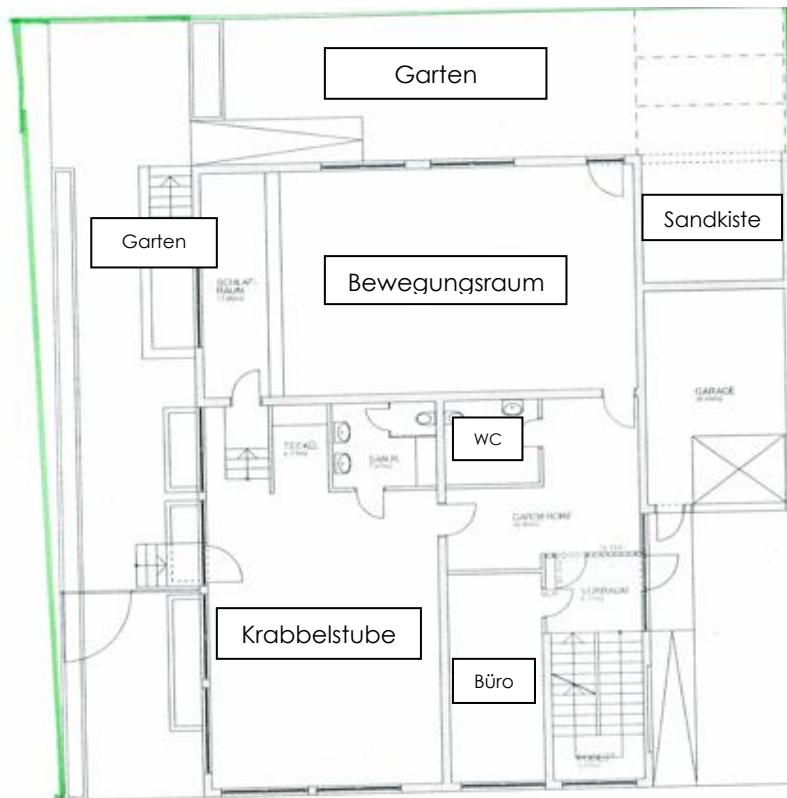 Garten
Sandkiste
Garten
SCHLAF-
RAUM
Bewegungsraum
GARAGE
WC
TEEKÜ.
SAN.R.
GARDEROBE
VORRAUM
Krabbelstube
Büro